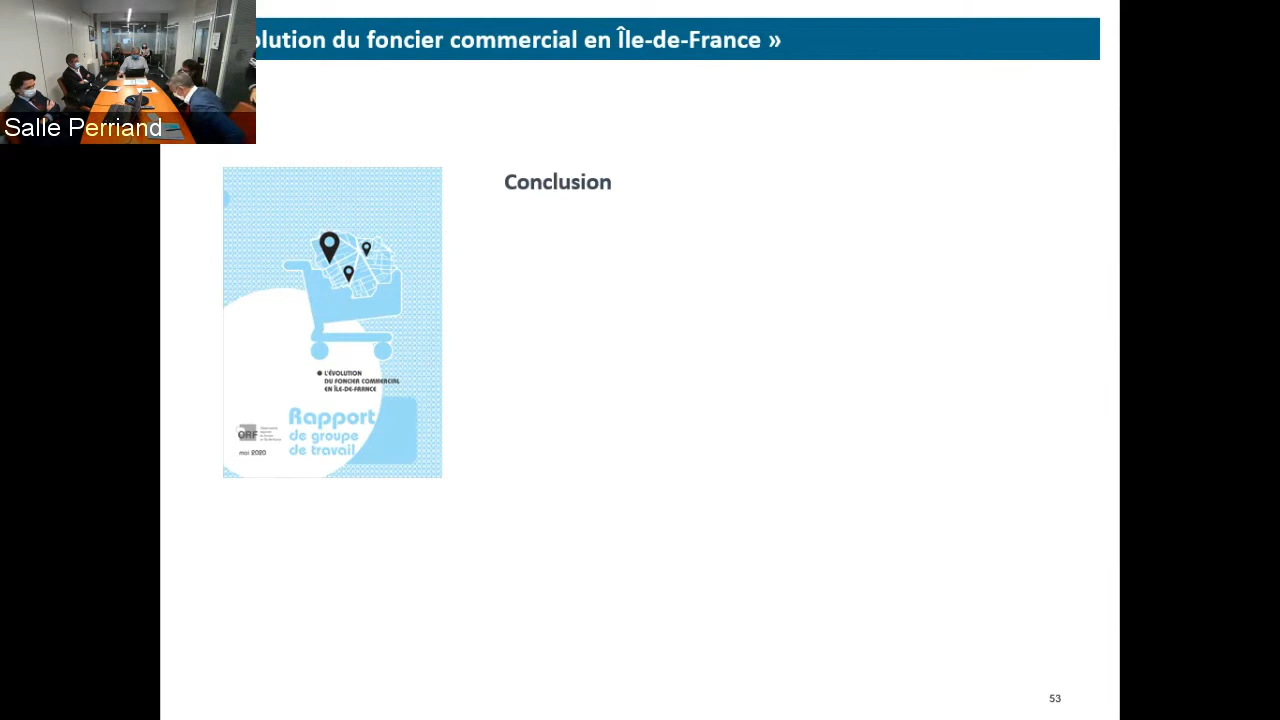 olution du foncier commercial en Île-de-France »
Salle Perriand
Conclusion
● L'ÉVOLUTION
DU FONCIER COMMERCIAL
EN ÎLE-DE-FRANCE
Rapport
de groupe
de travail
ORF
mai 2020
53